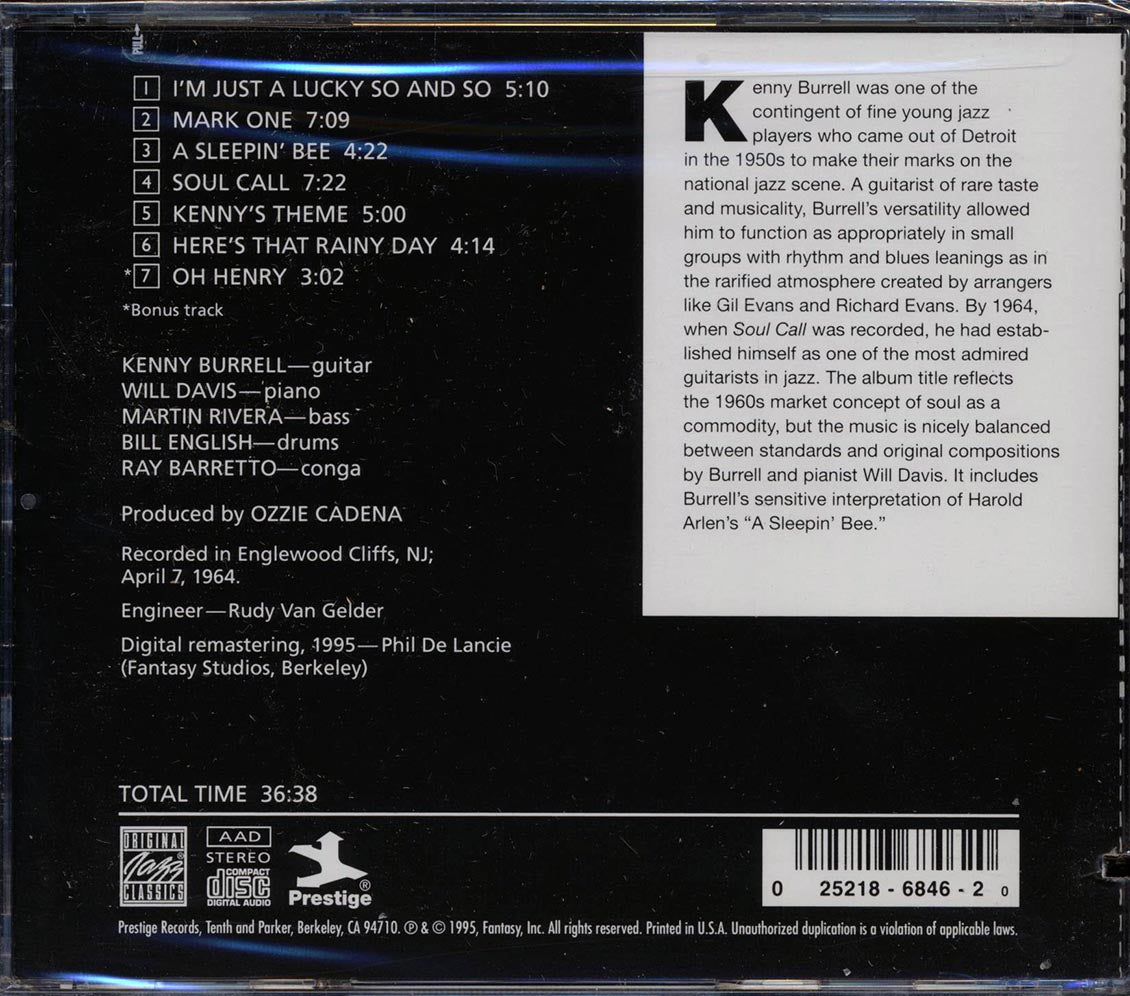 PULL
1 I'M JUST A LUCKY SO AND SO 5:10
2 MARK ONE 7:09
3 A SLEEPIN' BEE 4:22
4 SOUL CALL 7:22
5 KENNY'S THEME 5:00
6 HERE'S THAT RAINY DAY 4:14
*7 OH HENRY 3:02
*Bonus track
KENNY BURRELL—guitar
WILL DAVIS—piano
MARTIN RIVERA—bass
BILL ENGLISH—drums
RAY BARRETTO—conga
Produced by OZZIE CADENA
Recorded in Englewood Cliffs, NJ;
April 7, 1964.
Engineer—Rudy Van Gelder
Digital remastering, 1995—Phil De Lancie
(Fantasy Studios, Berkeley)
Kenny Burrell was one of the
contingent of fine young jazz
players who came out of Detroit
in the 1950s to make their marks on the
national jazz scene. A guitarist of rare taste
and musicality, Burrell's versatility allowed
him to function as appropriately in small
groups with rhythm and blues leanings as in
the rarified atmosphere created by arrangers
like Gil Evans and Richard Evans. By 1964,
when Soul Call was recorded, he had estab-
lished himself as one of the most admired
guitarists in jazz. The album title reflects
the 1960s market concept of soul as a
commodity, but the music is nicely balanced
between standards and original compositions
by Burrell and pianist Will Davis. It includes
Burrell's sensitive interpretation of Harold
Arlen's “A Sleepin' Bee.”
TOTAL TIME 36:38
ORIGINAL
Jazz®
CLASSICS
AAD
STEREO
COMPACT
disc
DIGITAL AUDIO
Prestige®
0 25218 - 6846 - 2 0
Prestige Records, Tenth and Parker, Berkeley, CA 94710. ℗ & © 1995, Fantasy, Inc. All rights reserved. Printed in U.S.A. Unauthorized duplication is a violation of applicable laws.